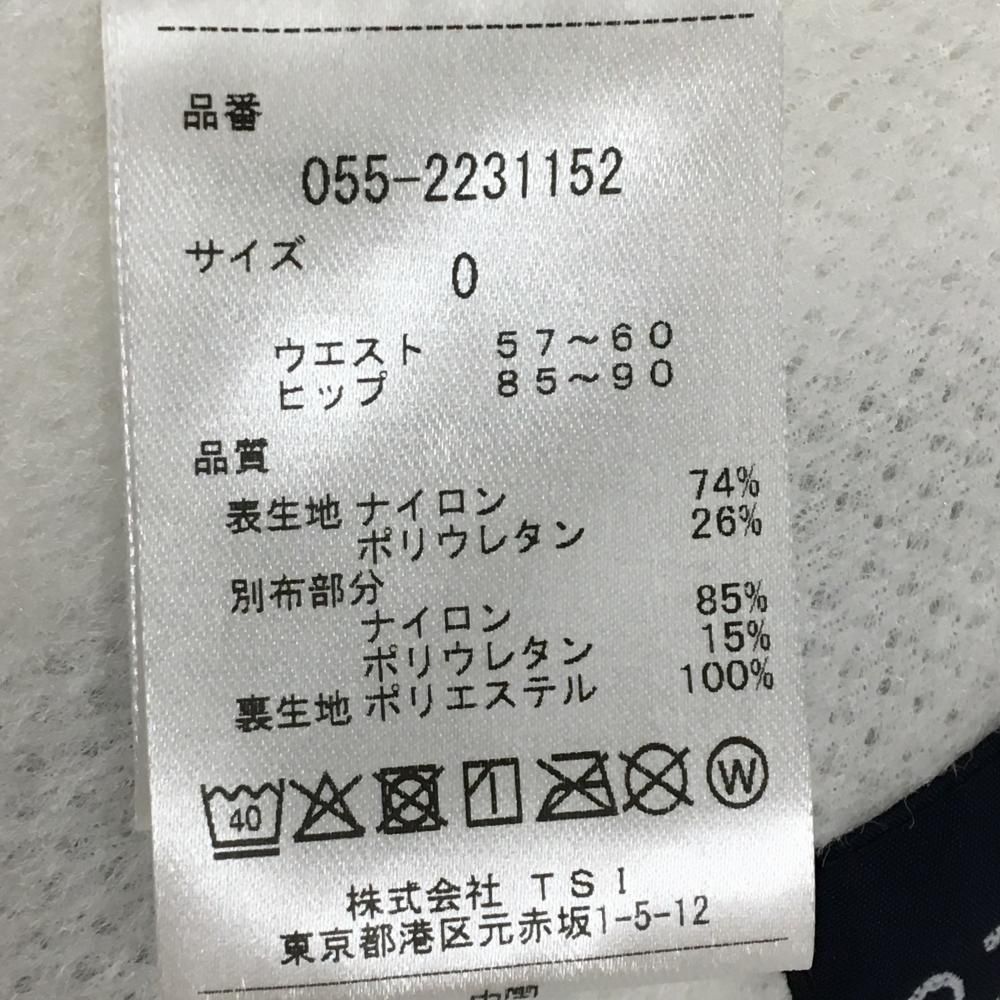 品番
055-2231152
サイズ
0
ウエスト 57～60
ヒップ 85～90
品質
表生地 ナイロン 74%
ポリウレタン 26%
別布部分
ナイロン 85%
ポリウレタン 15%
裏生地 ポリエステル 100%
40
W
株式会社 TSI
東京都港区元赤坂1-5-12